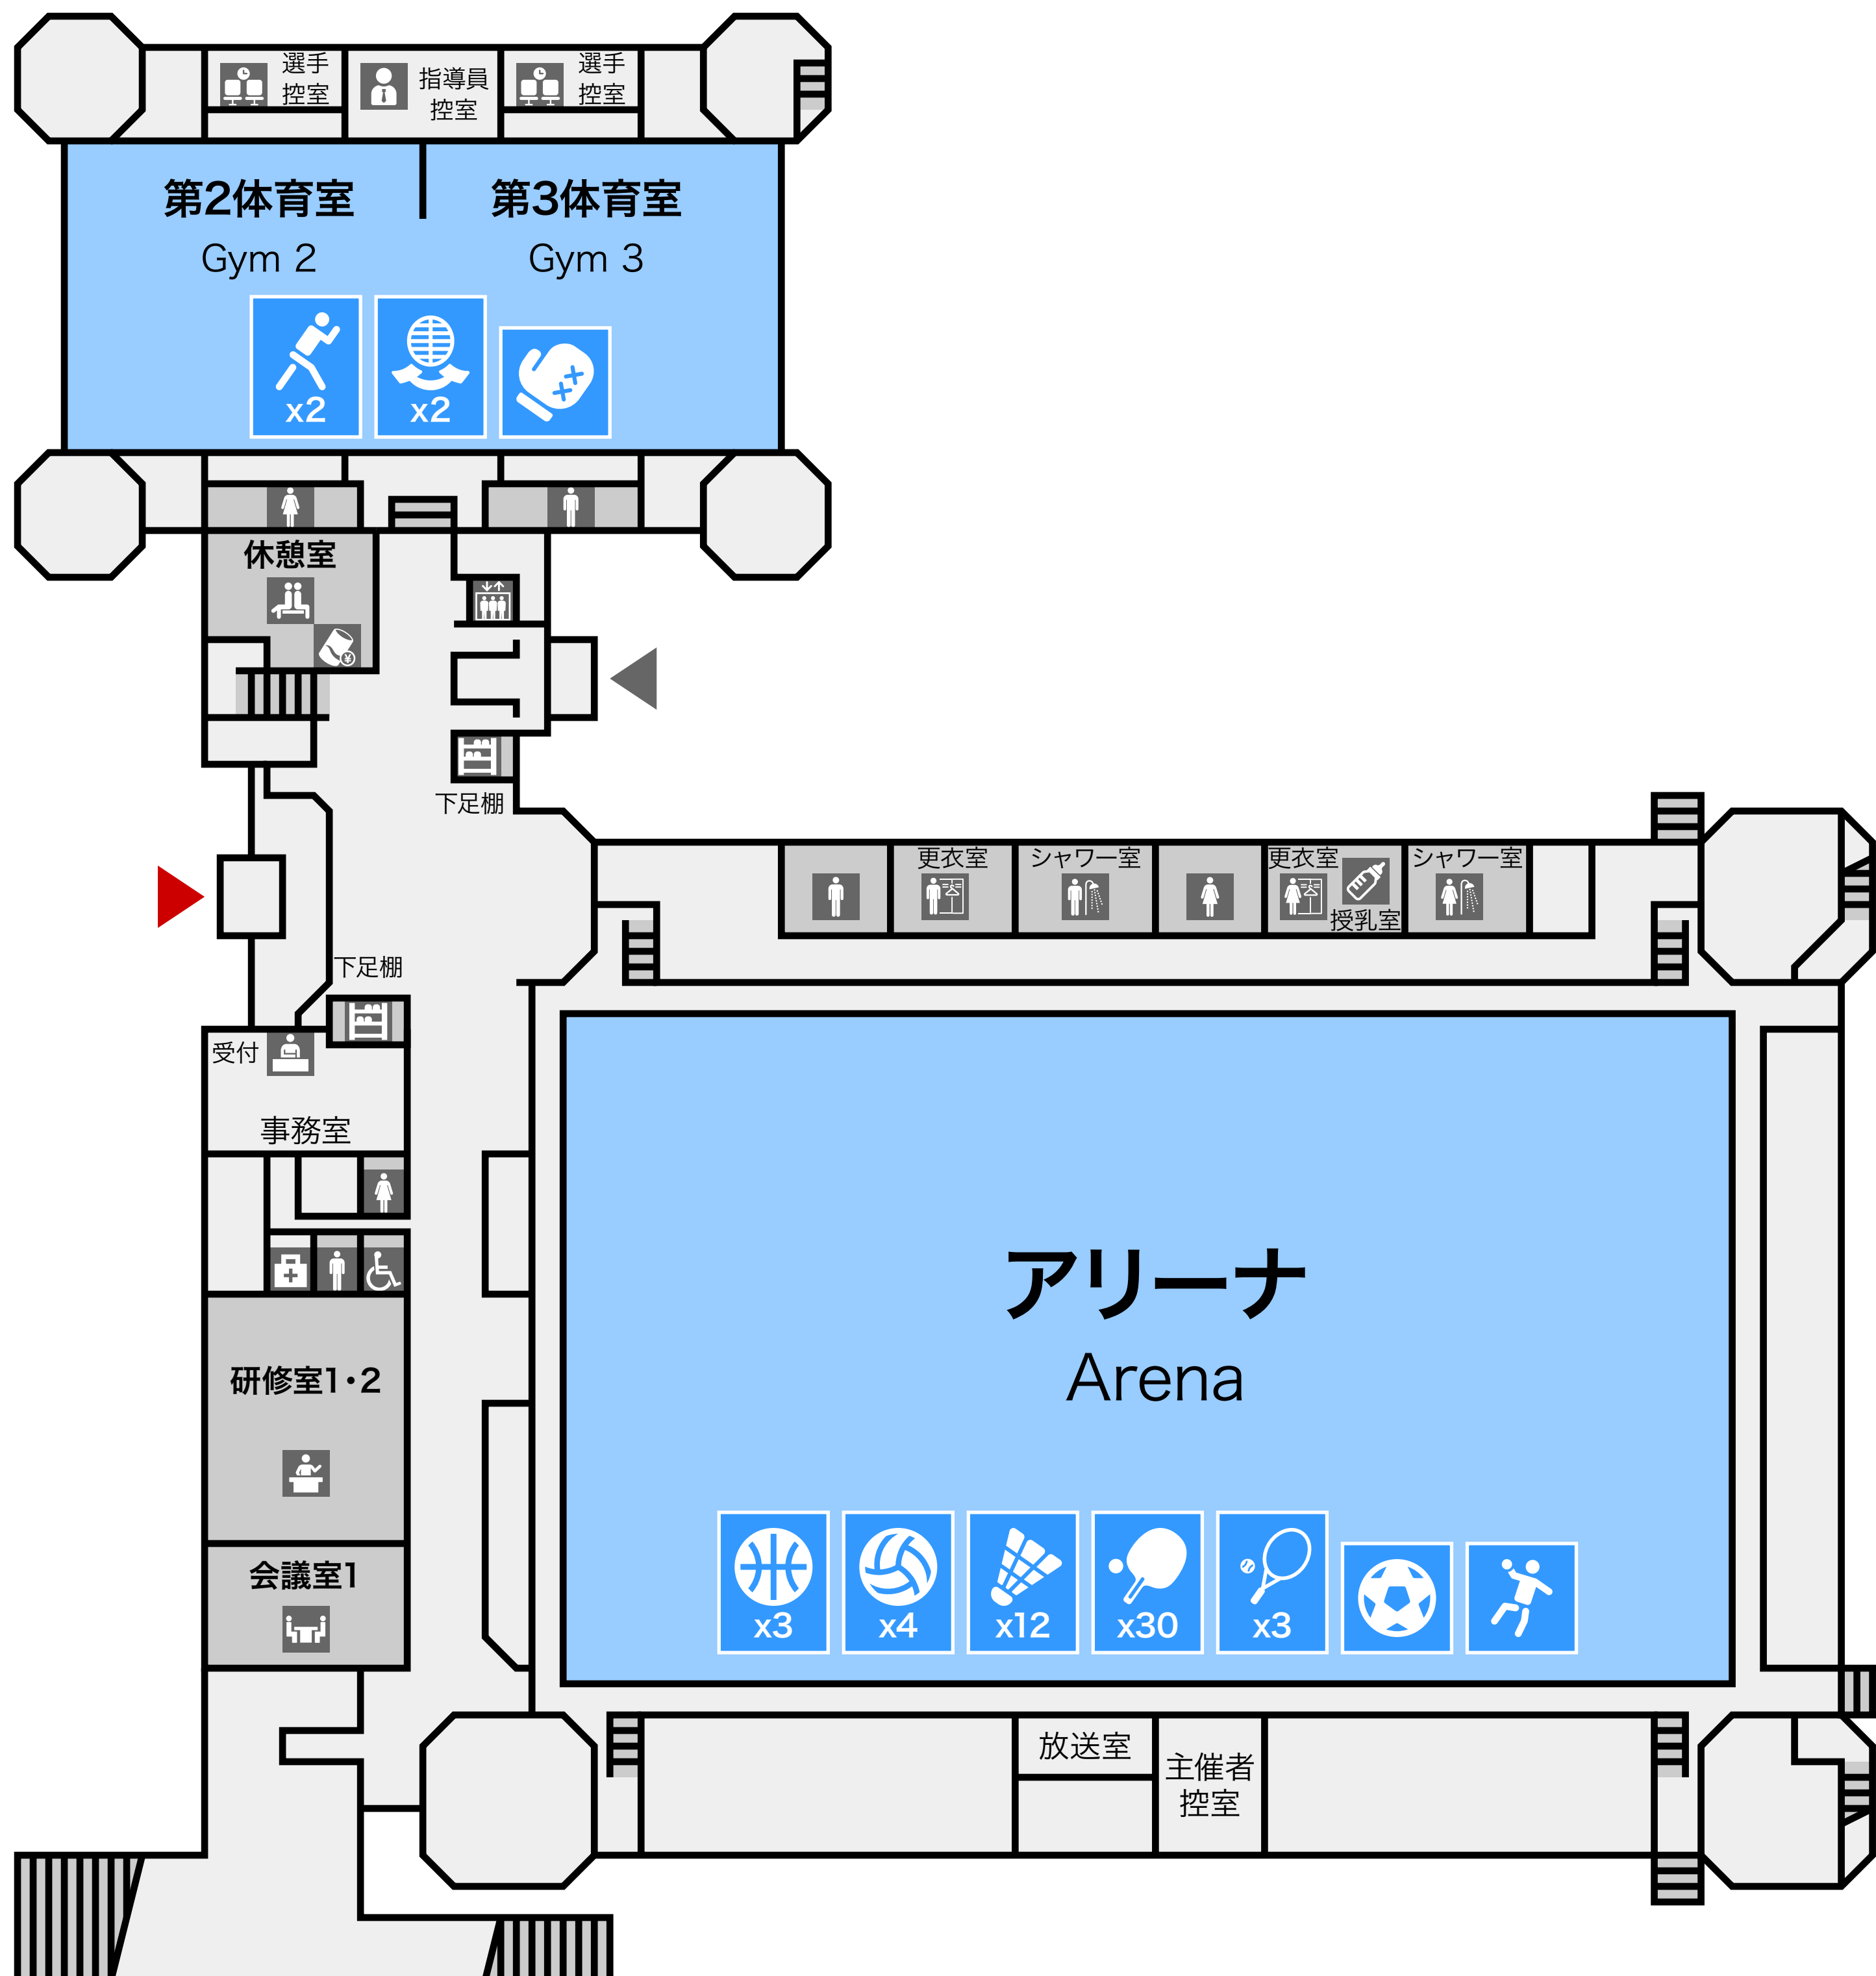 選手
控室
指導員
控室
選手
控室
第2体育室
Gym 2
第3体育室
Gym 3
x2
x2
休憩室
¥
下足棚
更衣室
シャワー室
更衣室
授乳室
シャワー室
下足棚
受付
事務室
研修室1・2
会議室1
アリーナ
Arena
x3
x4
x12
x30
x3
放送室
主催者
控室